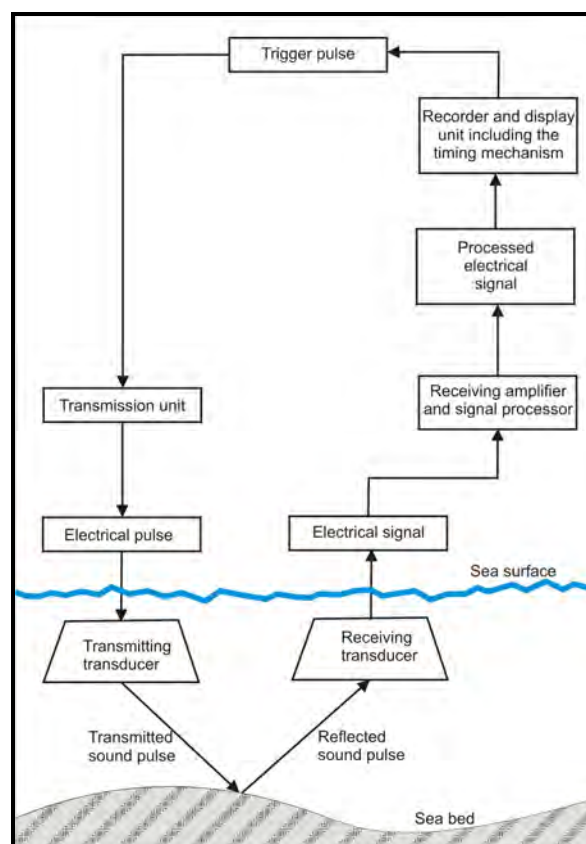 Trigger pulse
Recorder and display
unit including the
timing mechanism
Processed
electrical
signal
Receiving amplifier
and signal processor
Transmission unit
Electrical pulse
Electrical signal
Sea surface
Transmitting
transducer
Receiving
transducer
Transmitted
sound pulse
Reflected
sound pulse
Sea bed